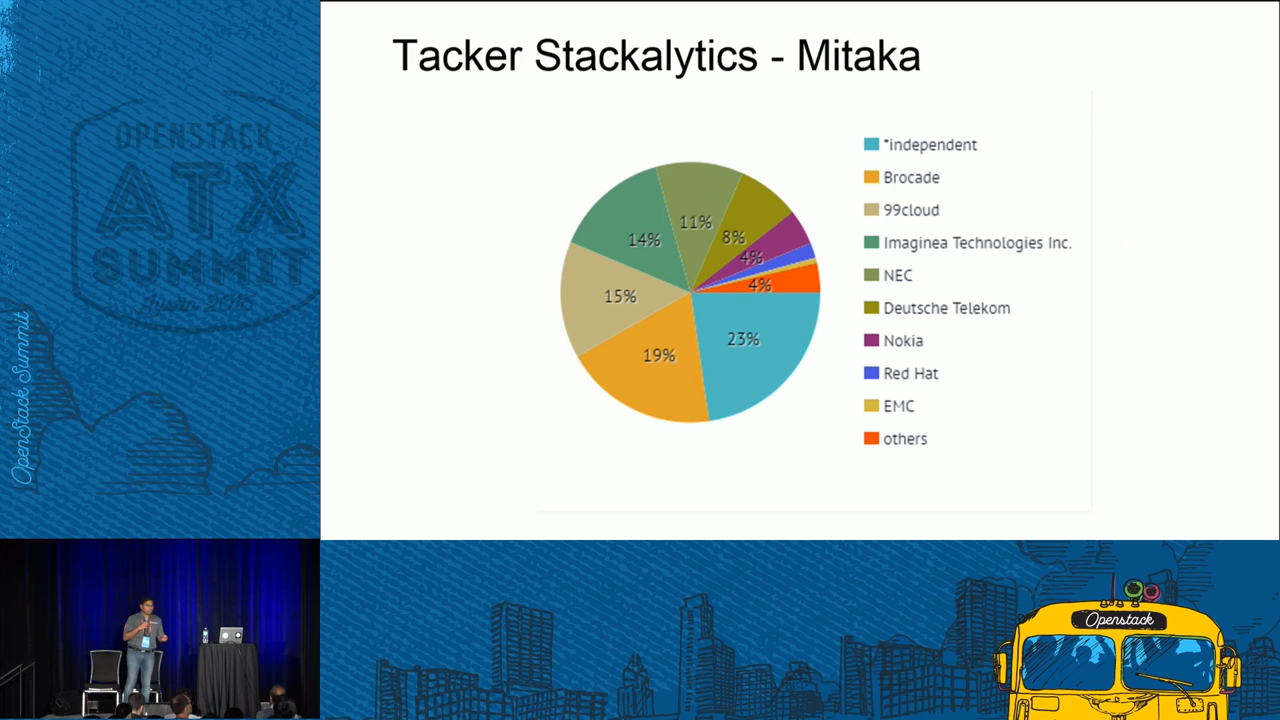 Tacker Stackalytics - Mitaka
*independent
Brocade
99cloud
Imaginea Technologies Inc.
NEC
Deutsche Telekom
Nokia
Red Hat
EMC
others
11%
14%
8%
4%
4%
15%
23%
19%
OPENSTACK
ATX
SUMMIT
OpenStack Summit
Openstack